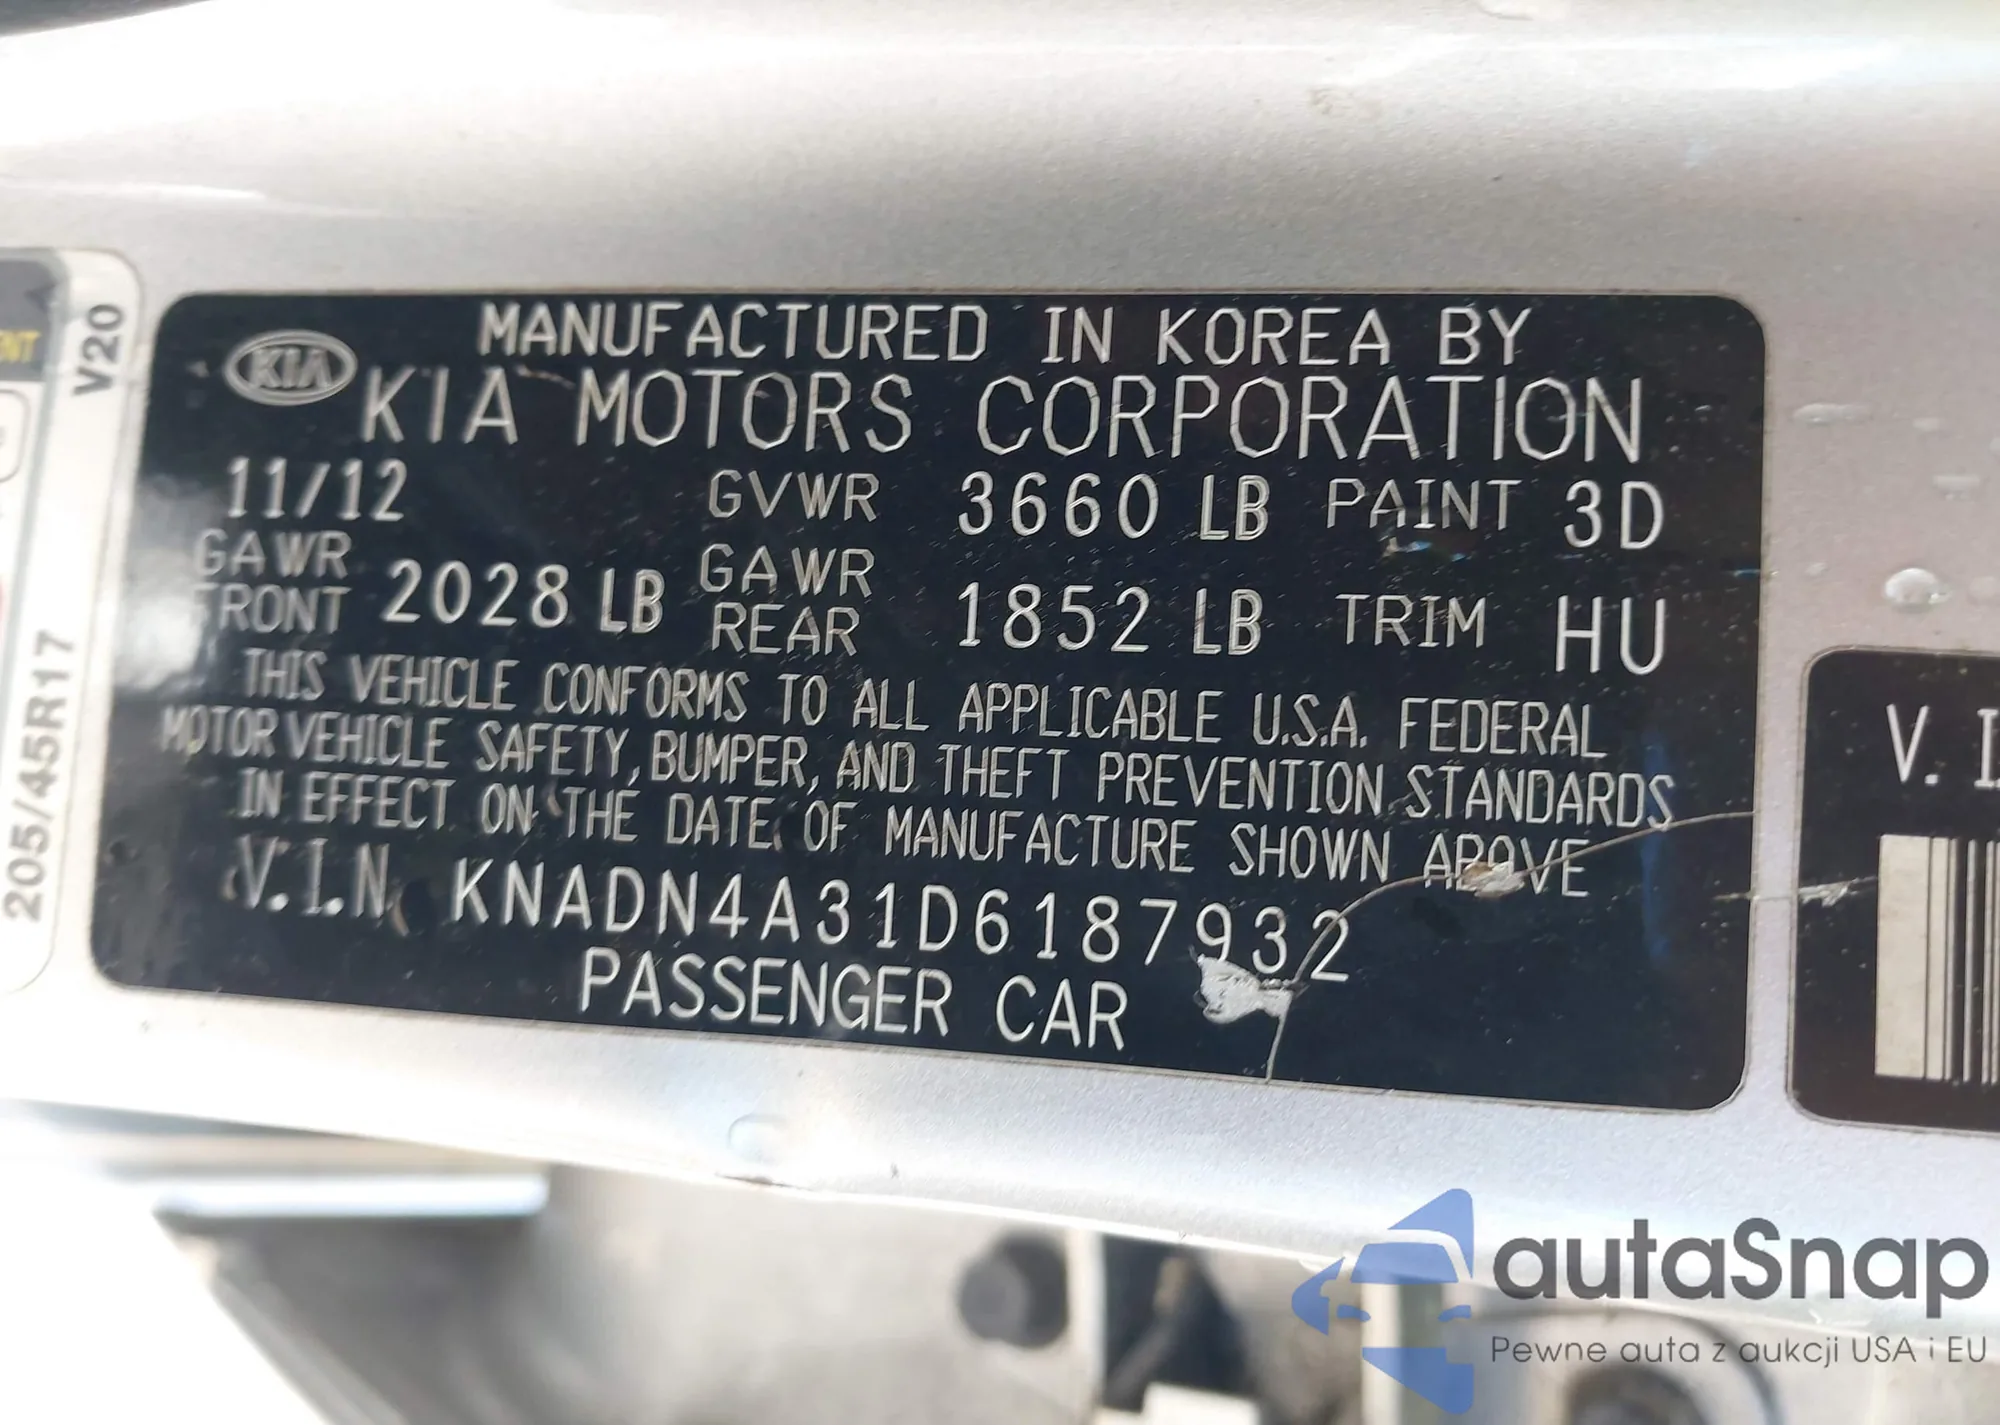 MANUFACTURED IN KOREA BY
KIA
KIA MOTORS CORPORATION
11/12 GVWR 3660 LB PAINT 3D
GAWR FRONT 2028 LB GAWR REAR 1852 LB TRIM HU
THIS VEHICLE CONFORMS TO ALL APPLICABLE U.S.A. FEDERAL
MOTOR VEHICLE SAFETY, BUMPER, AND THEFT PREVENTION STANDARDS
IN EFFECT ON THE DATE OF MANUFACTURE SHOWN ABOVE
V.I.N KNADN4A31D6187932
PASSENGER CAR
205/45R17
V20
V. I.
autaSnap
Pewne auta z aukcji USA i EU